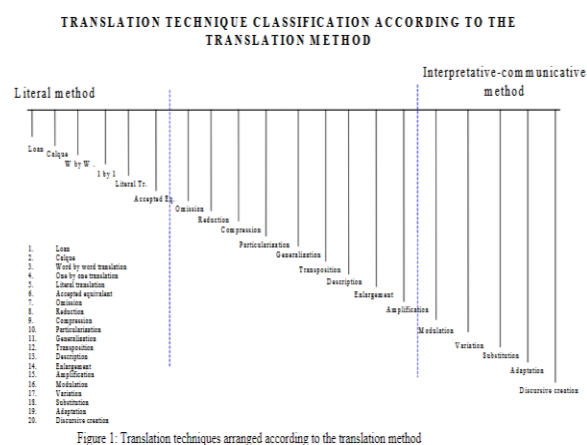 TRANSLATION TECHNIQUE CLASSIFICATION ACCORDING TO THE
TRANSLATION METHOD
Interpretative-communicative
method
Literal method
Loan
Calque
W by W .
1 by 1
Literal Tr.
Accepted Eq.
Omission
Reduction
Compression
Particularization
Generalization
Transposition
Description
Enlargement
Amplification
Modulation
Variation
Substitution
Adaptation
Discursive creation
1. Loan
2. Calque
3. Word by word translation
4. One by one translation
5. Literal translation
6. Accepted equivalent
7. Omission
8. Reduction
9. Compression
10. Particularization
11. Generalization
12. Transposition
13. Description
14. Enlargement
15. Amplification
16. Modulation
17. Variation
18. Substitution
19. Adaptation
20. Discursive creation
Figure 1: Translation techniques arranged according to the translation method